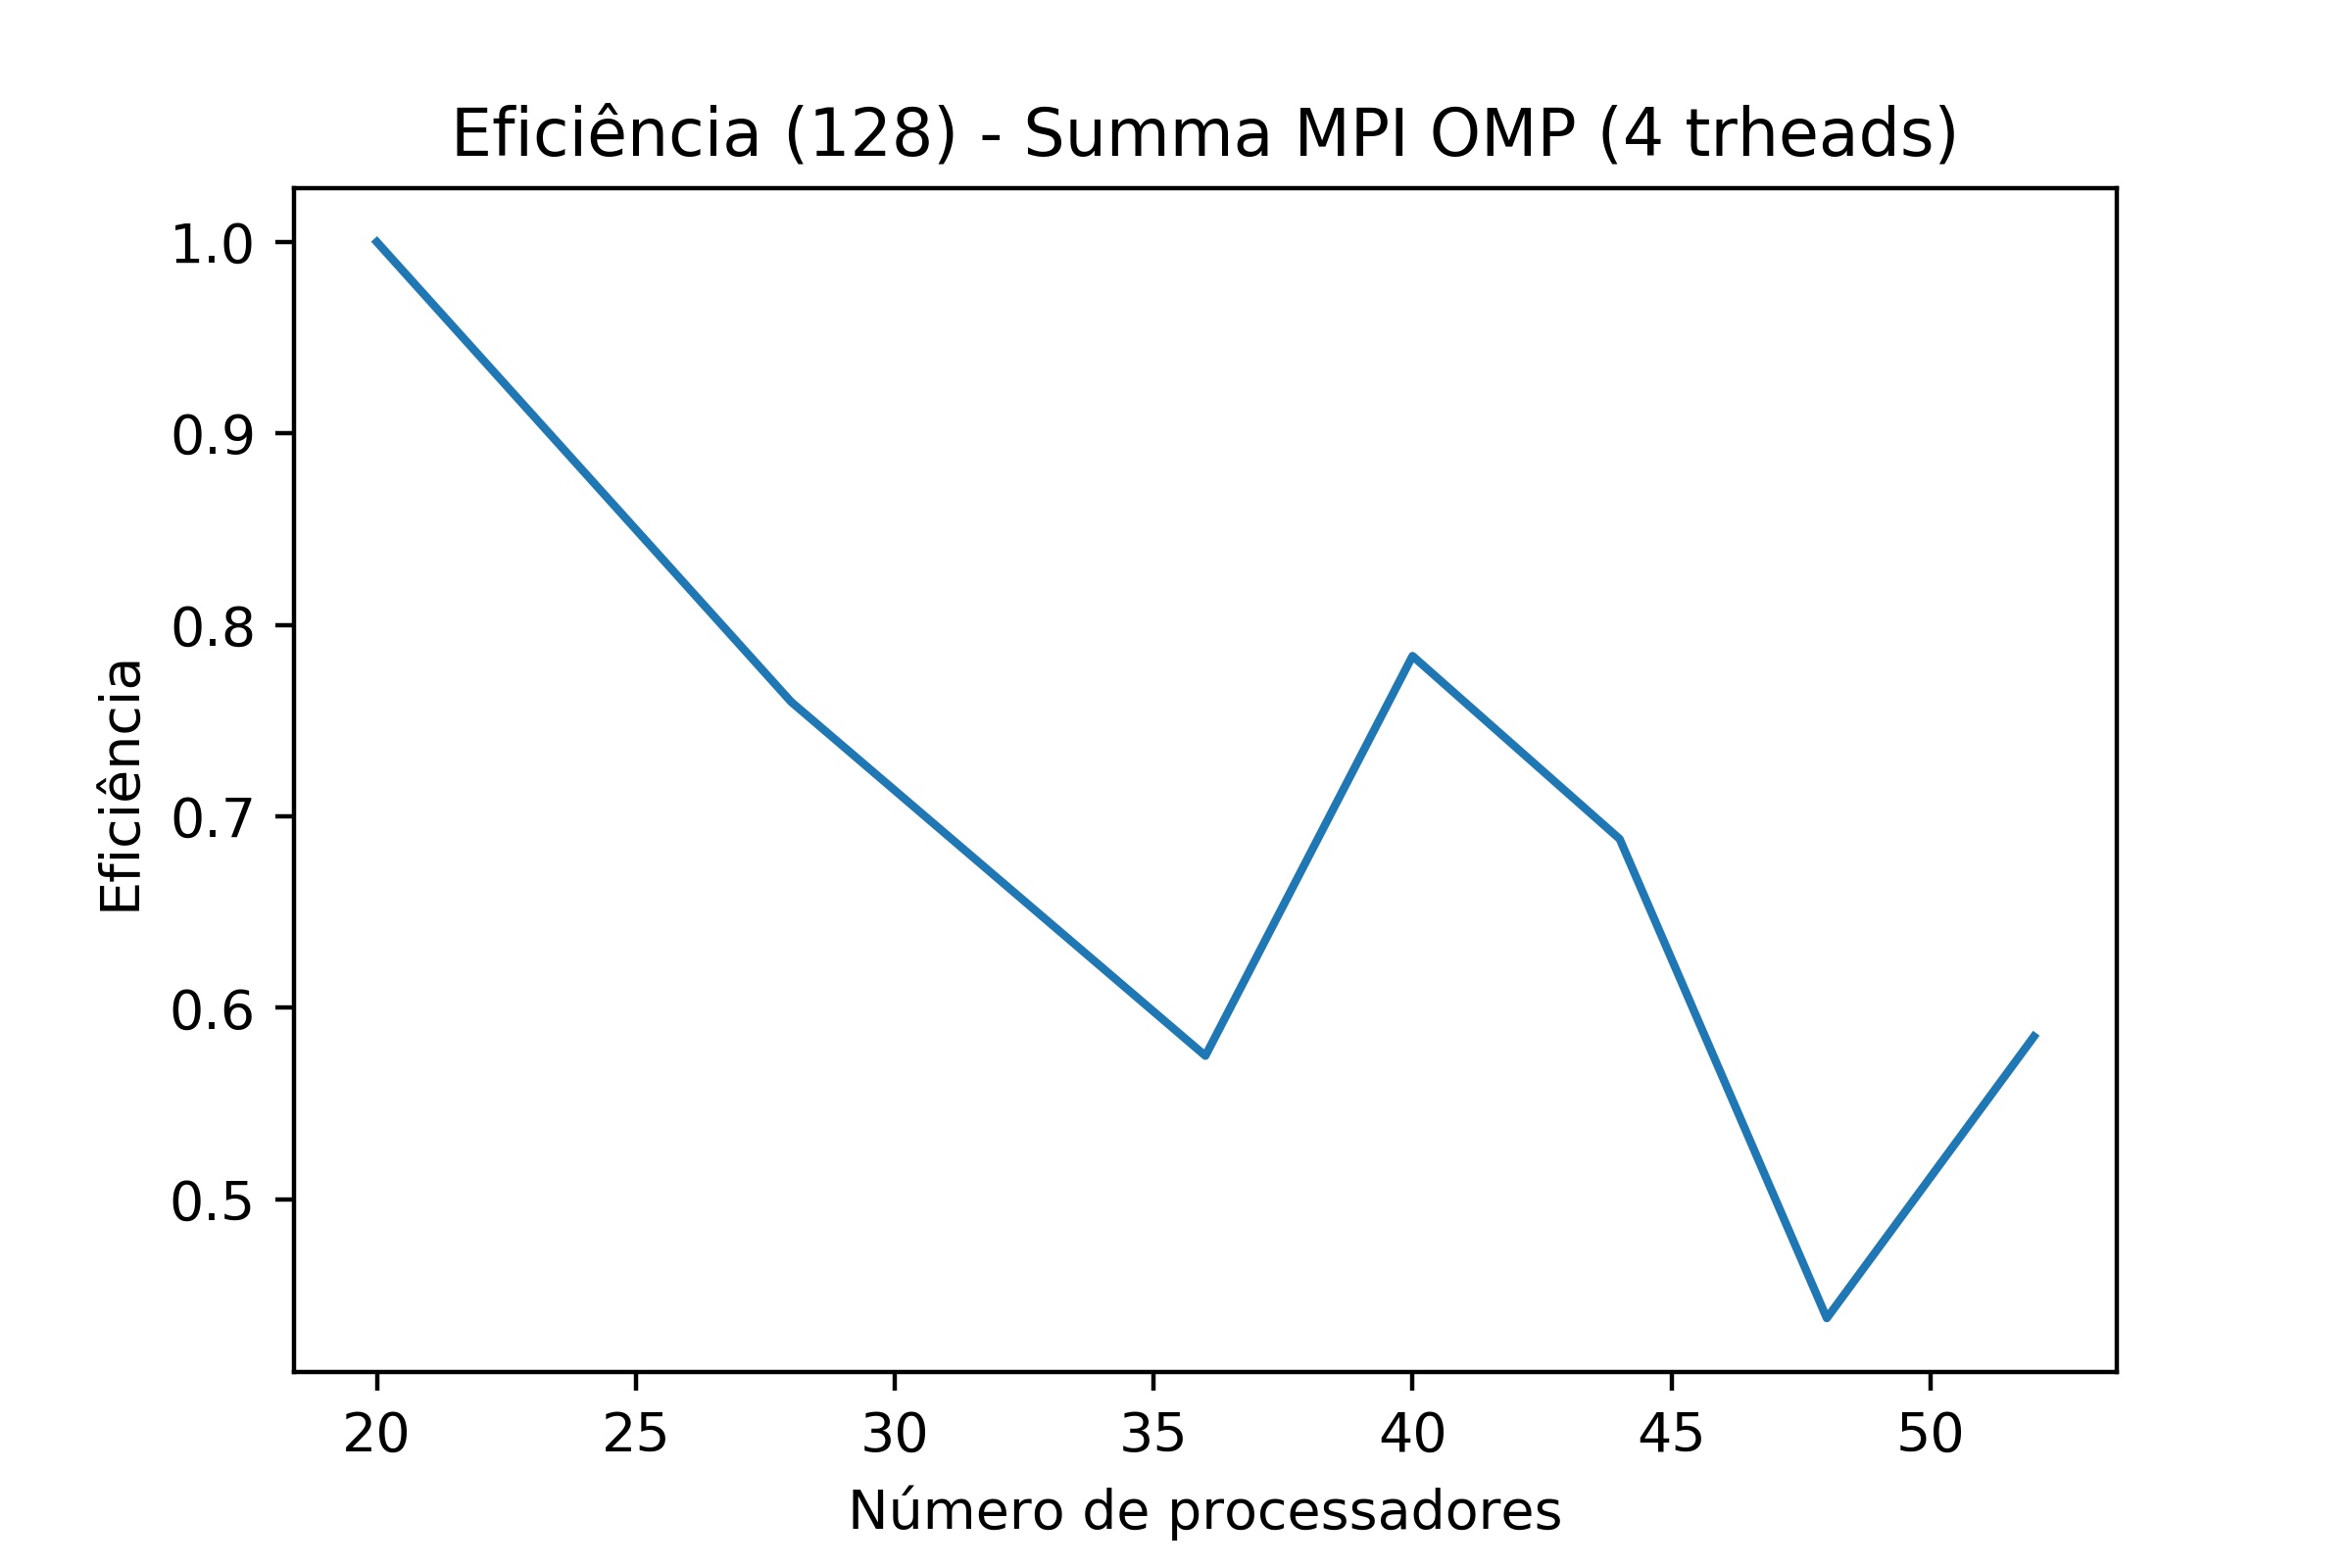 Eficiência (128) - Summa MPI OMP (4 trheads)
1.0
0.9
0.8
0.7
0.6
0.5
Eficiência
20 25 30 35 40 45 50
Número de processadores